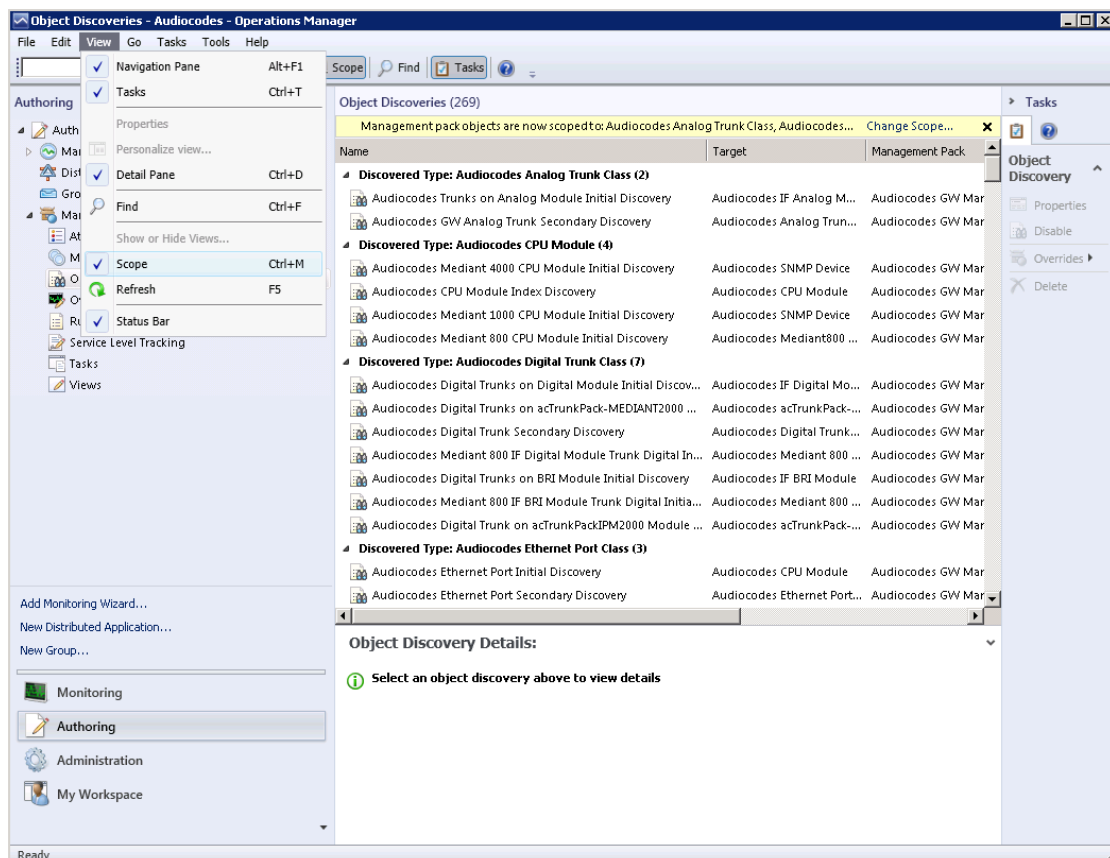 Object Discoveries - Audiocodes - Operations Manager
File Edit View Go Tasks Tools Help
Navigation Pane Alt+F1
Tasks Ctrl+T
Properties
Personalize view...
Detail Pane Ctrl+D
Find Ctrl+F
Show or Hide Views...
Scope Ctrl+M
Refresh F5
Status Bar
Scope Find Tasks
Authoring
Auth
Mar
Dist
Gro
Mar
At
M
O
O
Ru
Service Level Tracking
Tasks
Views
Add Monitoring Wizard...
New Distributed Application...
New Group...
Monitoring
Authoring
Administration
My Workspace
Object Discoveries (269)
Management pack objects are now scoped to: Audiocodes Analog Trunk Class, Audiocodes... Change Scope...
Name Target Management Pack
Discovered Type: Audiocodes Analog Trunk Class (2)
Audiocodes Trunks on Analog Module Initial Discovery Audiocodes IF Analog M... Audiocodes GW Mar
Audiocodes GW Analog Trunk Secondary Discovery Audiocodes Analog Trun... Audiocodes GW Mar
Discovered Type: Audiocodes CPU Module (4)
Audiocodes Mediant 4000 CPU Module Initial Discovery Audiocodes SNMP Device Audiocodes GW Mar
Audiocodes CPU Module Index Discovery Audiocodes CPU Module Audiocodes GW Mar
Audiocodes Mediant 1000 CPU Module Initial Discovery Audiocodes SNMP Device Audiocodes GW Mar
Audiocodes Mediant 800 CPU Module Initial Discovery Audiocodes Mediant800 ... Audiocodes GW Mar
Discovered Type: Audiocodes Digital Trunk Class (7)
Audiocodes Digital Trunks on Digital Module Initial Discov... Audiocodes IF Digital Mo... Audiocodes GW Mar
Audiocodes Digital Trunks on acTrunkPack-MEDIANT2000 ... Audiocodes acTrunkPack-... Audiocodes GW Mar
Audiocodes Digital Trunk Secondary Discovery Audiocodes Digital Trunk... Audiocodes GW Mar
Audiocodes Mediant 800 IF Digital Module Trunk Digital In... Audiocodes Mediant 800 ... Audiocodes GW Mar
Audiocodes Digital Trunks on BRI Module Initial Discovery Audiocodes IF BRI Module Audiocodes GW Mar
Audiocodes Mediant 800 IF BRI Module Trunk Digital Initia... Audiocodes Mediant 800 ... Audiocodes GW Mar
Audiocodes Digital Trunk on acTrunkPackIPM2000 Module ... Audiocodes acTrunkPack-... Audiocodes GW Mar
Discovered Type: Audiocodes Ethernet Port Class (3)
Audiocodes Ethernet Port Initial Discovery Audiocodes CPU Module Audiocodes GW Mar
Audiocodes Ethernet Port Secondary Discovery Audiocodes Ethernet Port... Audiocodes GW Mar
Object Discovery Details:
Select an object discovery above to view details
Tasks
Object
Discovery
Properties
Disable
Overrides
Delete
Ready